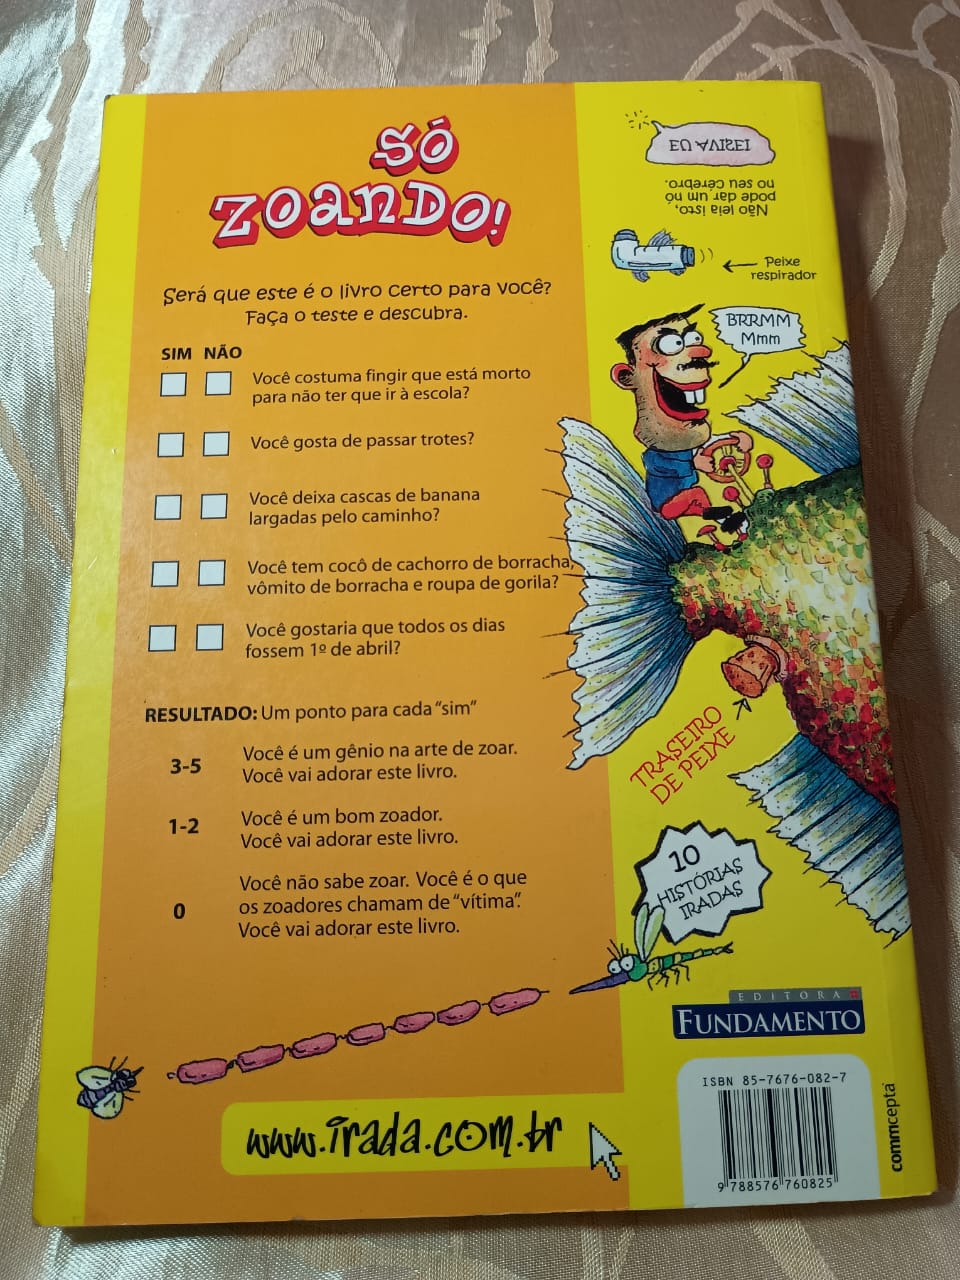 SÓ
ZOANDO!
Será que este é o livro certo para você?
Faça o teste e descubra.
SIM NÃO
Você costuma fingir que está morto
para não ter que ir à escola?
Você gosta de passar trotes?
Você deixa cascas de banana
largadas pelo caminho?
Você tem cocô de cachorro de borracha,
vômito de borracha e roupa de gorila?
Você gostaria que todos os dias
fossem 1º de abril?
RESULTADO: Um ponto para cada "sim"
3-5
Você é um gênio na arte de zoar.
Você vai adorar este livro.
1-2
Você é um bom zoador.
Você vai adorar este livro.
0
Você não sabe zoar. Você é o que
os zoadores chamam de "vítima".
Você vai adorar este livro.
www.irada.com.br
Não leia isto,
pode dar um nó
no seu cérebro.
EU AVISEI
Peixe
respirador
BRRMM
Mmm
TRASEIRO
DE PEIXE
10
HISTÓRIAS
IRADAS
EDITORA
FUNDAMENTO
ISBN 85-7676-082-7
9 788576 760825
commcepta